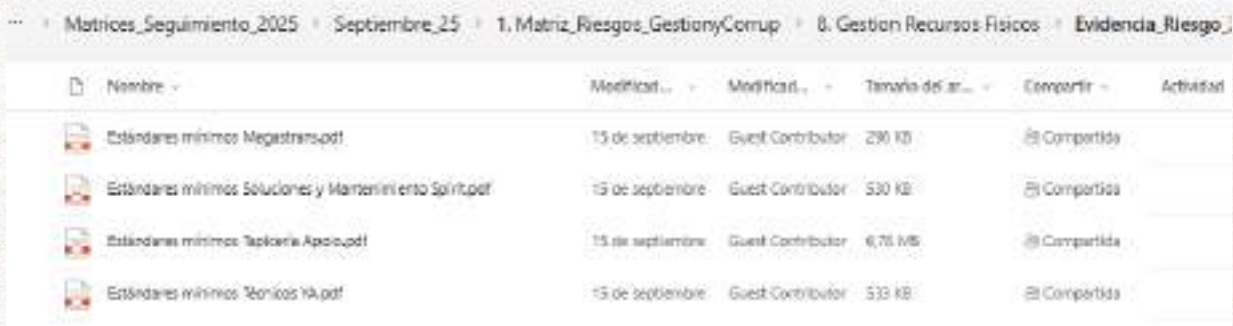 ... > Matrices_Seguimiento_2025 > Septiembre_25 > 1. Matriz_Riesgos_GestionyCorrup > 8. Gestion Recursos Fisicos > Evidencia_Riesgo_
Nombre Modificad... Modificad... Tamaño del ar... Compartir Actividad
Estándares mínimos Megastrans.pdf 15 de septiembre Guest Contributor 296 KB Compartida
Estándares mínimos Soluciones y Mantenimiento Spirit.pdf 15 de septiembre Guest Contributor 530 KB Compartida
Estándares mínimos Tapicería Apolo.pdf 15 de septiembre Guest Contributor 6,78 MB Compartida
Estándares mínimos Técnicos YA.pdf 15 de septiembre Guest Contributor 533 KB Compartida